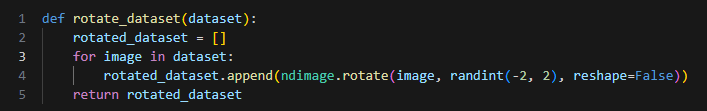 1 def rotate_dataset(dataset):
2     rotated_dataset = []
3     for image in dataset:
4         rotated_dataset.append(ndimage.rotate(image, randint(-2, 2), reshape=False))
5     return rotated_dataset